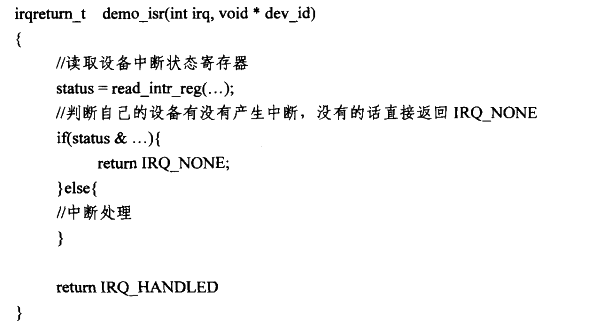 irqreturn_t demo_isr(int irq, void * dev_id)
{
//读取设备中断状态寄存器
status = read_intr_reg(…);
//判断自己的设备有没有产生中断，没有的话直接返回 IRQ_NONE
if(status & …){
return IRQ_NONE;
}else{
//中断处理
}
return IRQ_HANDLED
}